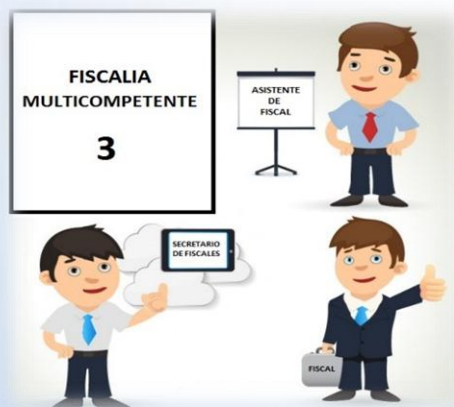 FISCALIA
MULTICOMPETENTE
3
ASISTENTE
DE
FISCAL
SECRETARIO
DE FISCALES
FISCAL